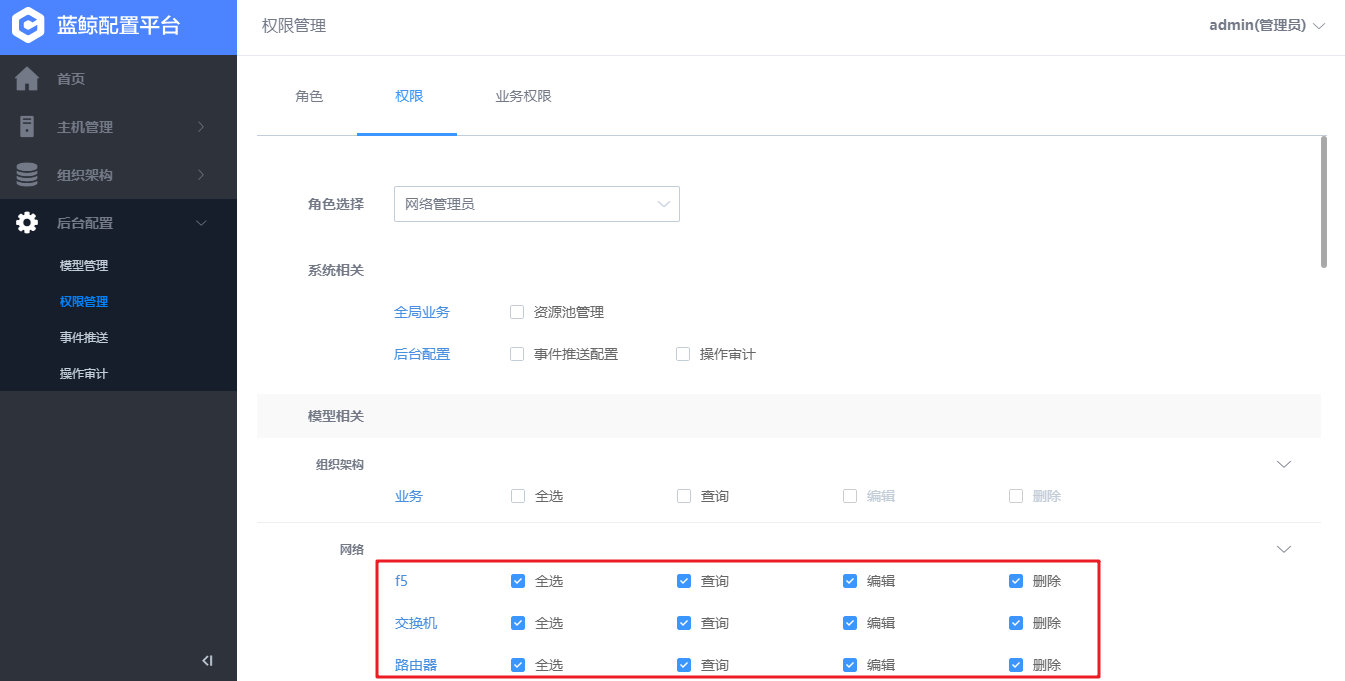 蓝鲸配置平台
权限管理
admin(管理员)
首页
主机管理
组织架构
后台配置
模型管理
权限管理
事件推送
操作审计
角色 权限 业务权限
角色选择 网络管理员
系统相关
全局业务 资源池管理
后台配置 事件推送配置 操作审计
模型相关
组织架构
业务 全选 查询 编辑 删除
网络
f5 全选 查询 编辑 删除
交换机 全选 查询 编辑 删除
路由器 全选 查询 编辑 删除